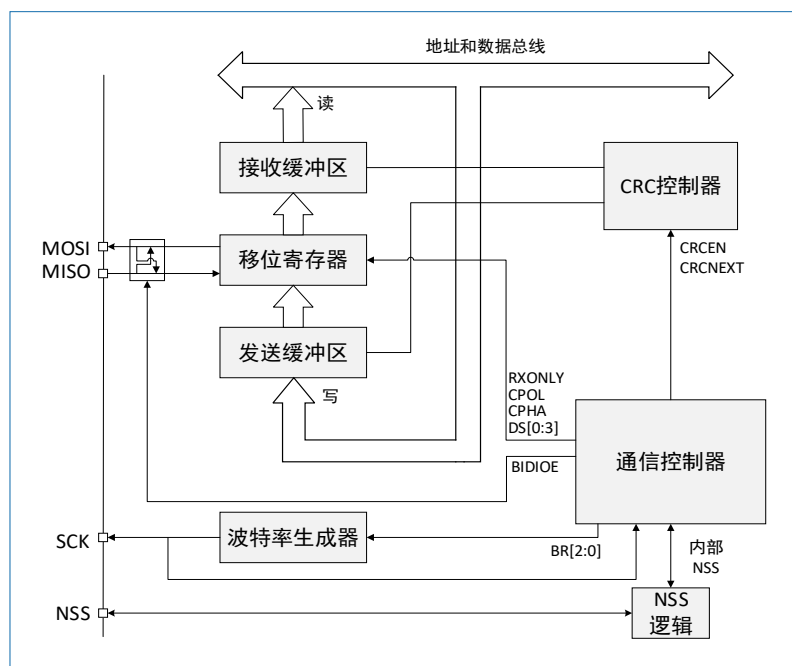 地址和数据总线
读
接收缓冲区
CRC控制器
MOSI
MISO
移位寄存器
CRCEN
CRCNEXT
发送缓冲区
写
RXONLY
CPOL
CPHA
DS[0:3]
BIDIOE
通信控制器
SCK
波特率生成器
BR[2:0]
内部
NSS
NSS
NSS
逻辑